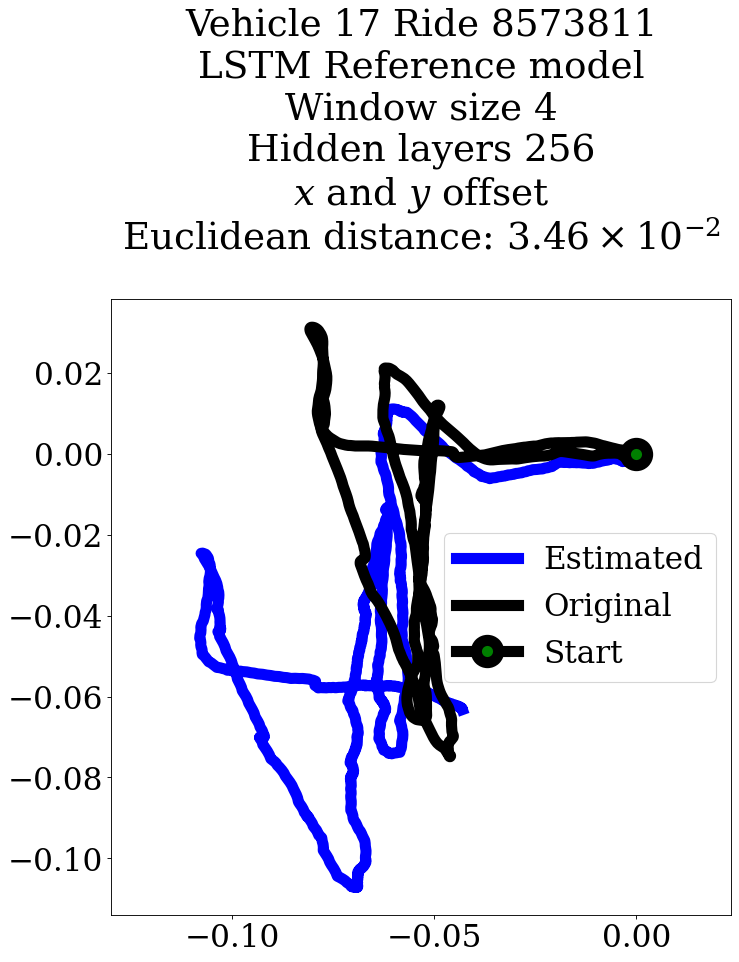 Vehicle 17 Ride 8573811
LSTM Reference model
Window size 4
Hidden layers 256
x and y offset
Euclidean distance: 3.46 × 10⁻²
0.02
0.00
−0.02
−0.04
−0.06
−0.08
−0.10
Estimated
Original
Start
−0.10 −0.05 0.00